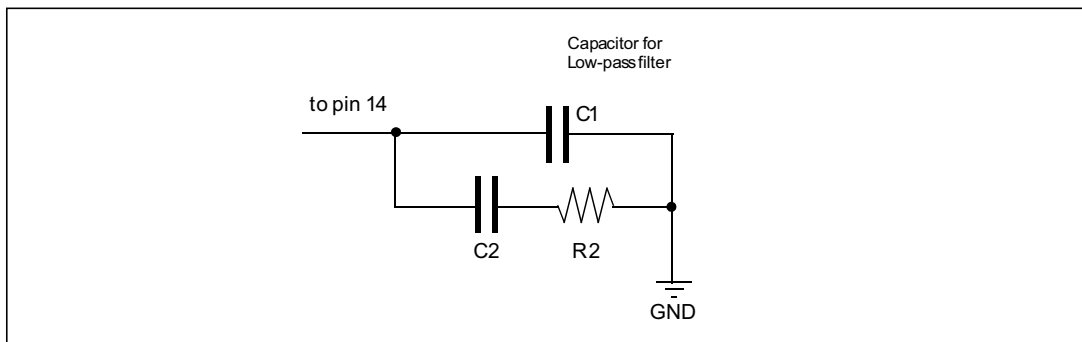 Capacitor for
Low-pass filter
to pin 14
C1
C2
R2
GND